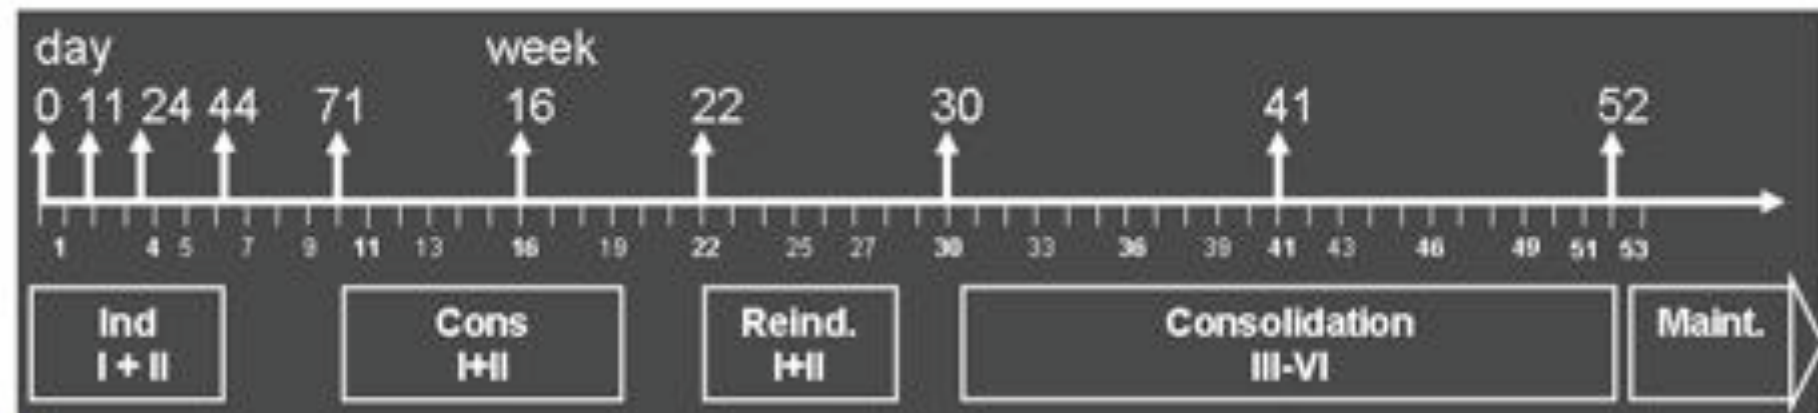 day week
0 11 24 44 71 16 22 30 41 52
1 4 5 7 9 11 13 16 19 22 25 27 30 33 36 39 41 43 46 49 51 53
Ind Cons Reind. Consolidation Maint.
I + II I+II I+II III-VI